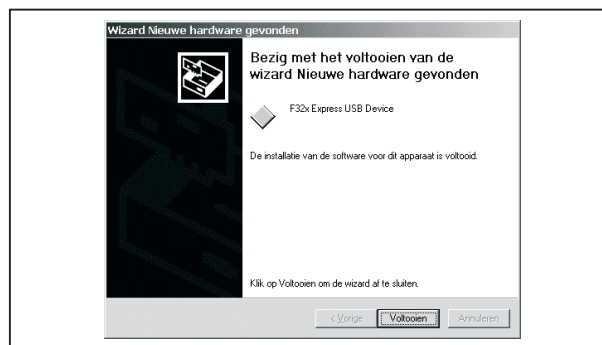 Wizard Nieuwe hardware gevonden
Bezig met het voltooien van de
wizard Nieuwe hardware gevonden
F32x Express USB Device
De installatie van de software voor dit apparaat is voltooid.
Klik op Voltooien om de wizard af te sluiten.
< Vorige Voltooien Annuleren